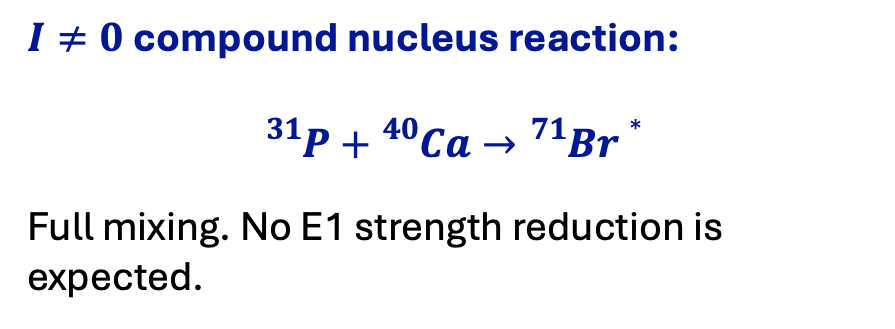 I ≠ 0 compound nucleus reaction:
³¹P + ⁴⁰Ca → ⁷¹Br *
Full mixing. No E1 strength reduction is
expected.